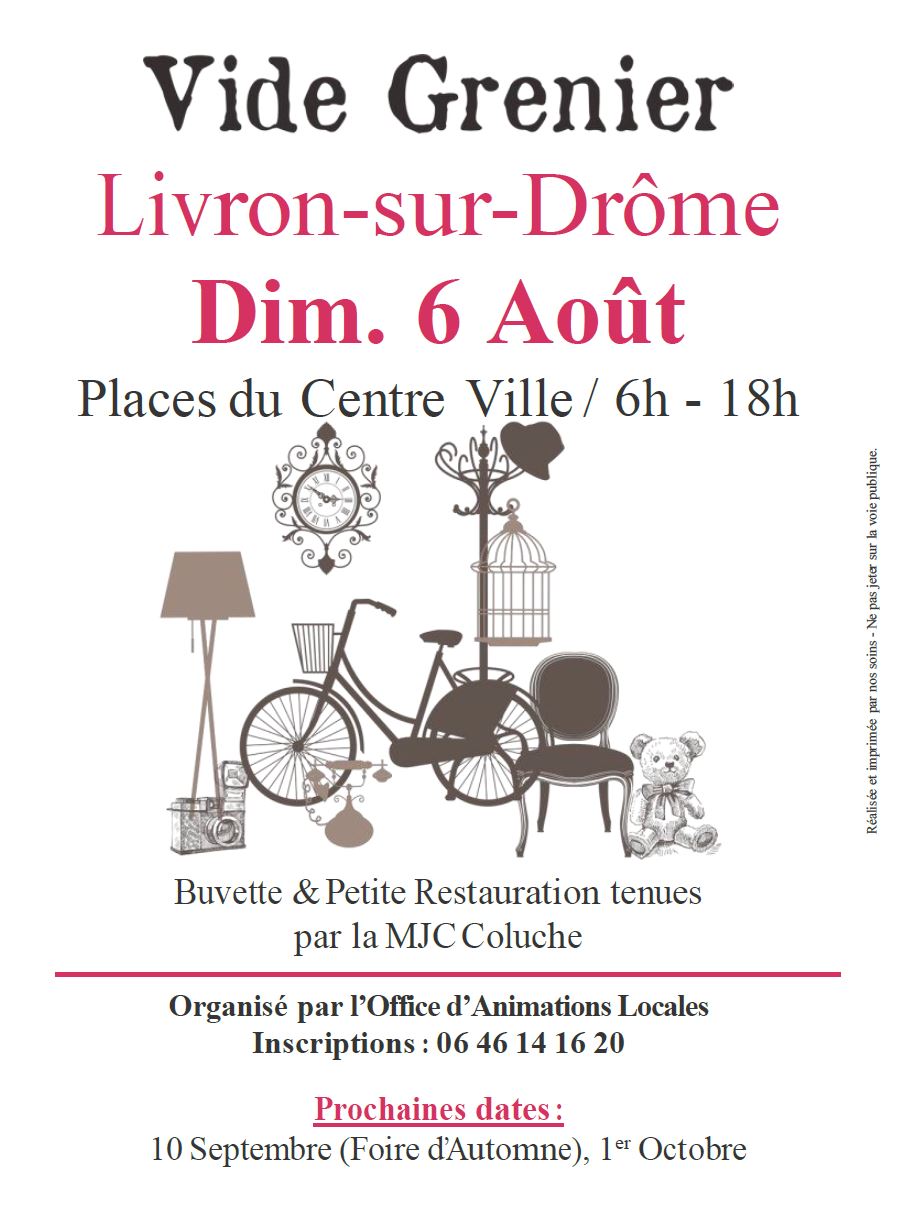 Vide Grenier
Livron-sur-Drôme
Dim. 6 Août
Places du Centre Ville / 6h - 18h
Buvette & Petite Restauration tenues
par la MJC Coluche
Organisé par l’Office d’Animations Locales
Inscriptions : 06 46 14 16 20
Prochaines dates :
10 Septembre (Foire d’Automne), 1er Octobre
Réalisée et imprimée par nos soins - Ne pas jeter sur la voie publique.